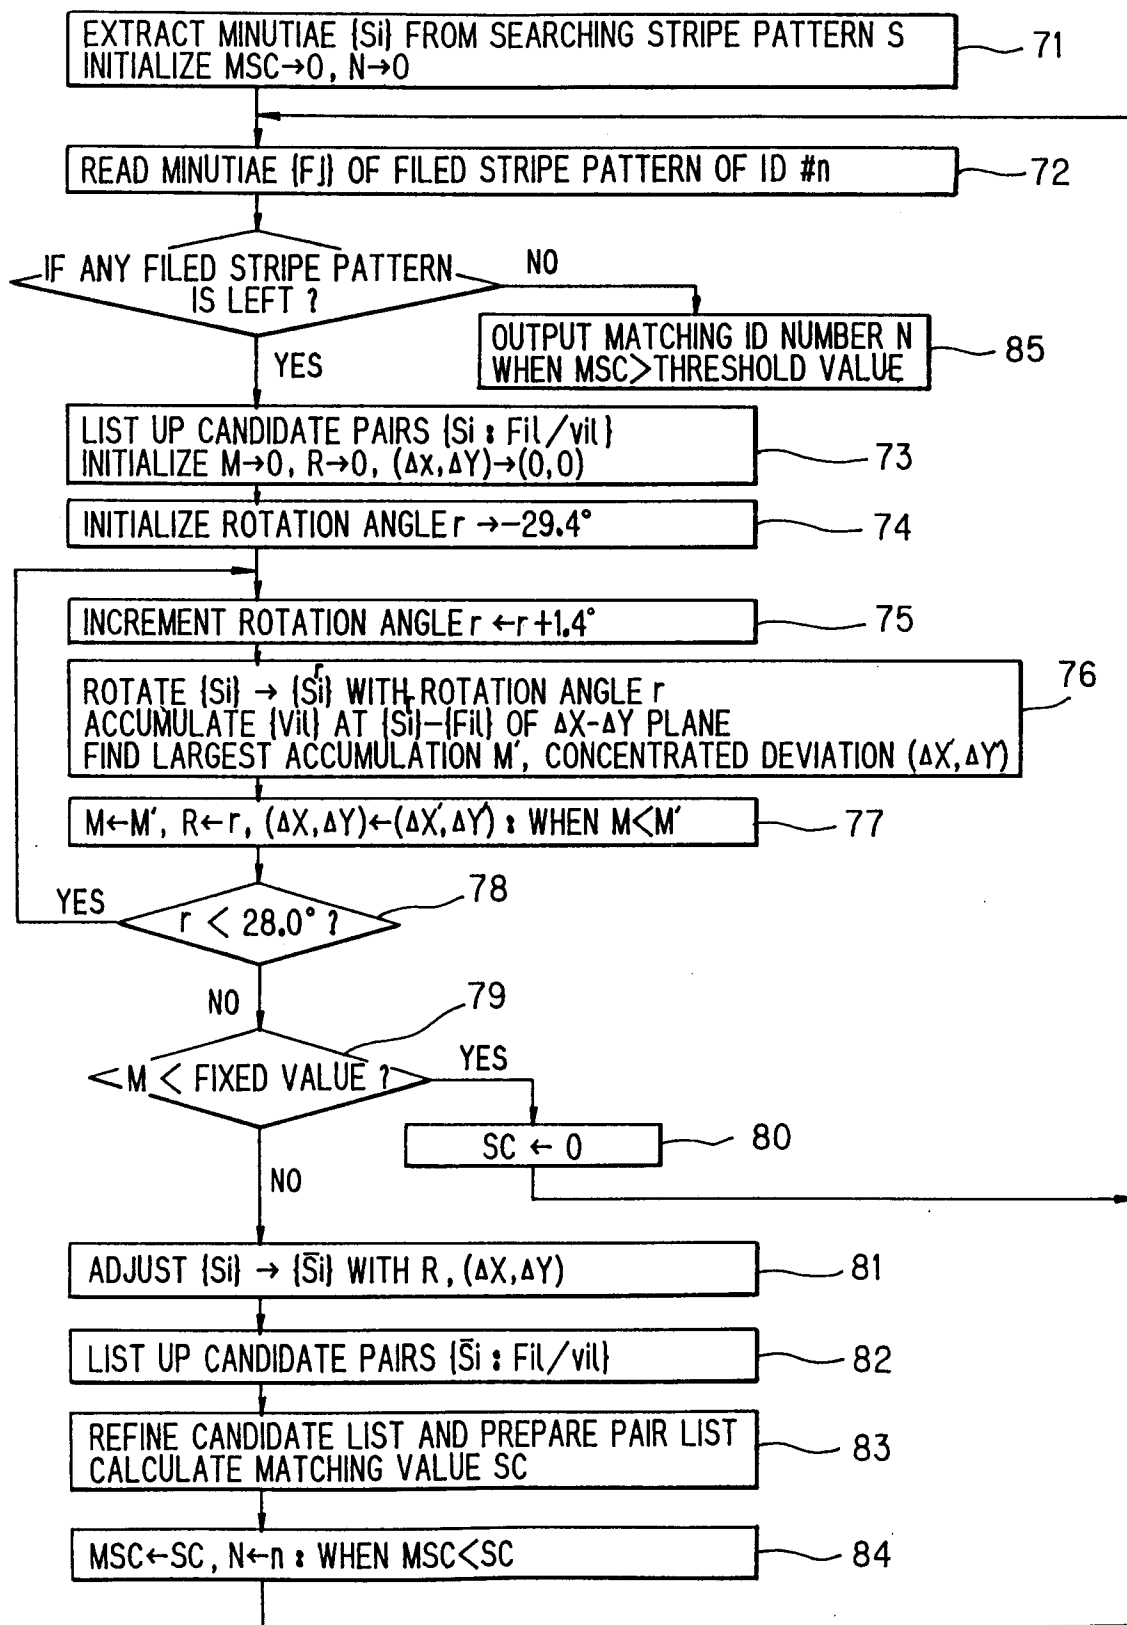 EXTRACT MINUTIAE {Si} FROM SEARCHING STRIPE PATTERN S
INITIALIZE MSC→0, N→0
71
READ MINUTIAE {Fj} OF FILED STRIPE PATTERN OF ID #n
72
IF ANY FILED STRIPE PATTERN
IS LEFT ?
NO
YES
OUTPUT MATCHING ID NUMBER N
WHEN MSC>THRESHOLD VALUE
85
LIST UP CANDIDATE PAIRS {Si : Fil/vil}
INITIALIZE M→0, R→0, (ΔX,ΔY)→(0,0)
73
INITIALIZE ROTATION ANGLE r →-29.4°
74
INCREMENT ROTATION ANGLE r ←r+1.4°
75
ROTATE {Si} → {Siʳ} WITH ROTATION ANGLE r
ACCUMULATE {Vil} AT {Siʳ}-{Fil} OF ΔX-ΔY PLANE
FIND LARGEST ACCUMULATION M', CONCENTRATED DEVIATION (ΔX',ΔY')
76
M←M', R←r, (ΔX,ΔY)←(ΔX',ΔY') : WHEN M<M'
77
r < 28.0° ?
78
YES
NO
M < FIXED VALUE ?
79
YES
NO
SC ← 0
80
ADJUST {Si} → {S̄i} WITH R, (ΔX,ΔY)
81
LIST UP CANDIDATE PAIRS {S̄i : Fil/vil}
82
REFINE CANDIDATE LIST AND PREPARE PAIR LIST
CALCULATE MATCHING VALUE SC
83
MSC←SC, N←n : WHEN MSC<SC
84